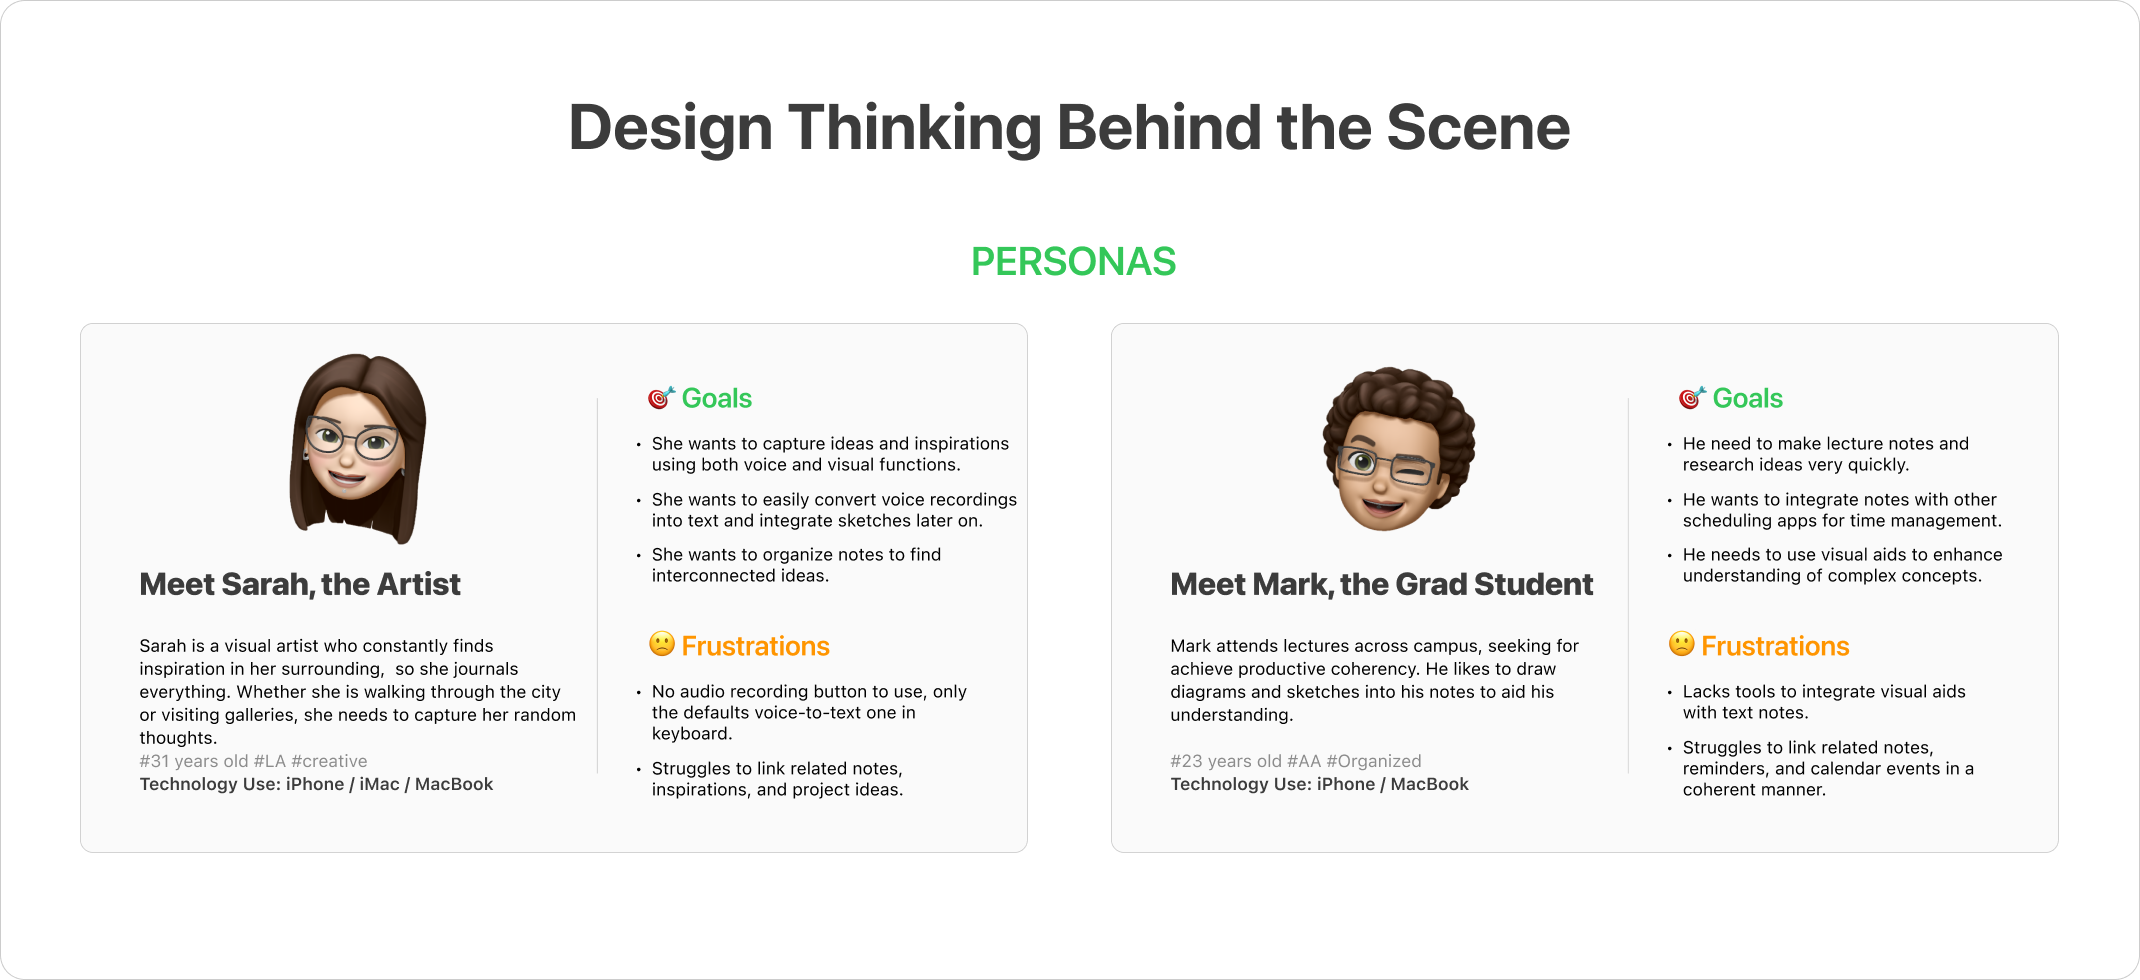 Design Thinking Behind the Scene
PERSONAS
Meet Sarah, the Artist
Sarah is a visual artist who constantly finds
inspiration in her surrounding,  so she journals
everything. Whether she is walking through the city
or visiting galleries, she needs to capture her random
thoughts.
#31 years old #LA #creative
Technology Use: iPhone / iMac / MacBook
🎯 Goals
• She wants to capture ideas and inspirations
using both voice and visual functions.
• She wants to easily convert voice recordings
into text and integrate sketches later on.
• She wants to organize notes to find
interconnected ideas.
🙁 Frustrations
• No audio recording button to use, only
the defaults voice-to-text one in
keyboard.
• Struggles to link related notes,
inspirations, and project ideas.
Meet Mark, the Grad Student
Mark attends lectures across campus, seeking for
achieve productive coherency. He likes to draw
diagrams and sketches into his notes to aid his
understanding.
#23 years old #AA #Organized
Technology Use: iPhone / MacBook
🎯 Goals
• He need to make lecture notes and
research ideas very quickly.
• He wants to integrate notes with other
scheduling apps for time management.
• He needs to use visual aids to enhance
understanding of complex concepts.
🙁 Frustrations
• Lacks tools to integrate visual aids
with text notes.
• Struggles to link related notes,
reminders, and calendar events in a
coherent manner.